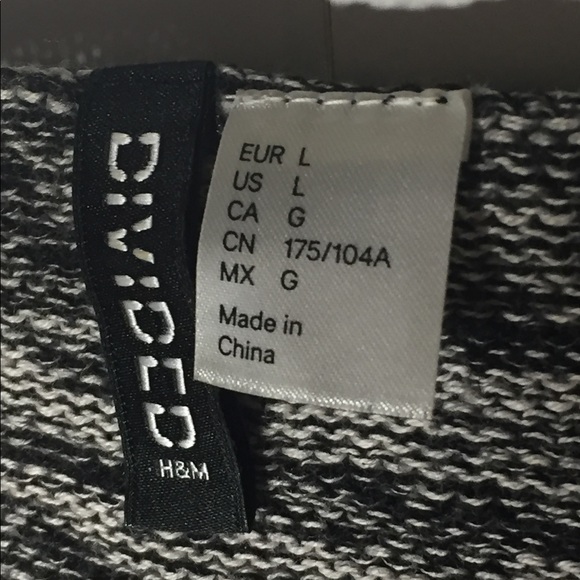 DIVIDED
H&M
EUR L
US L
CA G
CN 175/104A
MX G
Made in
China